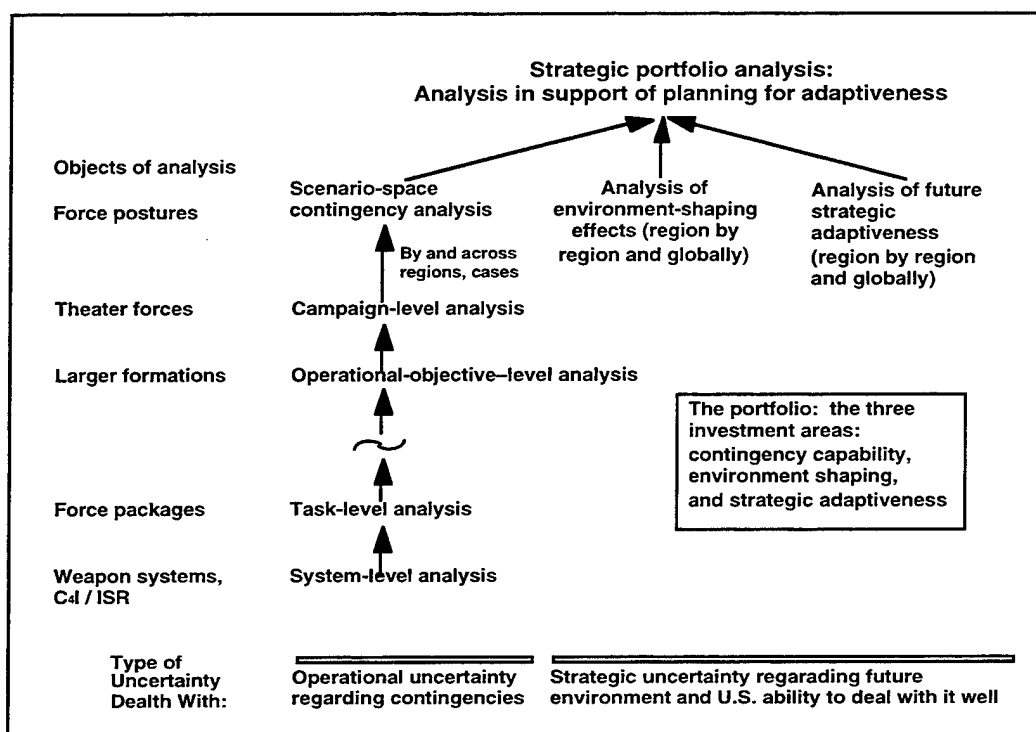 Strategic portfolio analysis:
Analysis in support of planning for adaptiveness
Objects of analysis
Force postures
Scenario-space
contingency analysis
Analysis of
environment-shaping
effects (region by
region and globally)
Analysis of future
strategic
adaptiveness
(region by region
and globally)
By and across
regions, cases
Theater forces
Campaign-level analysis
Larger formations
Operational-objective–level analysis
The portfolio: the three
investment areas:
contingency capability,
environment shaping,
and strategic adaptiveness
Force packages
Task-level analysis
Weapon systems,
C4I / ISR
System-level analysis
Type of
Uncertainty
Dealth With:
Operational uncertainty
regarding contingencies
Strategic uncertainty regarading future
environment and U.S. ability to deal with it well